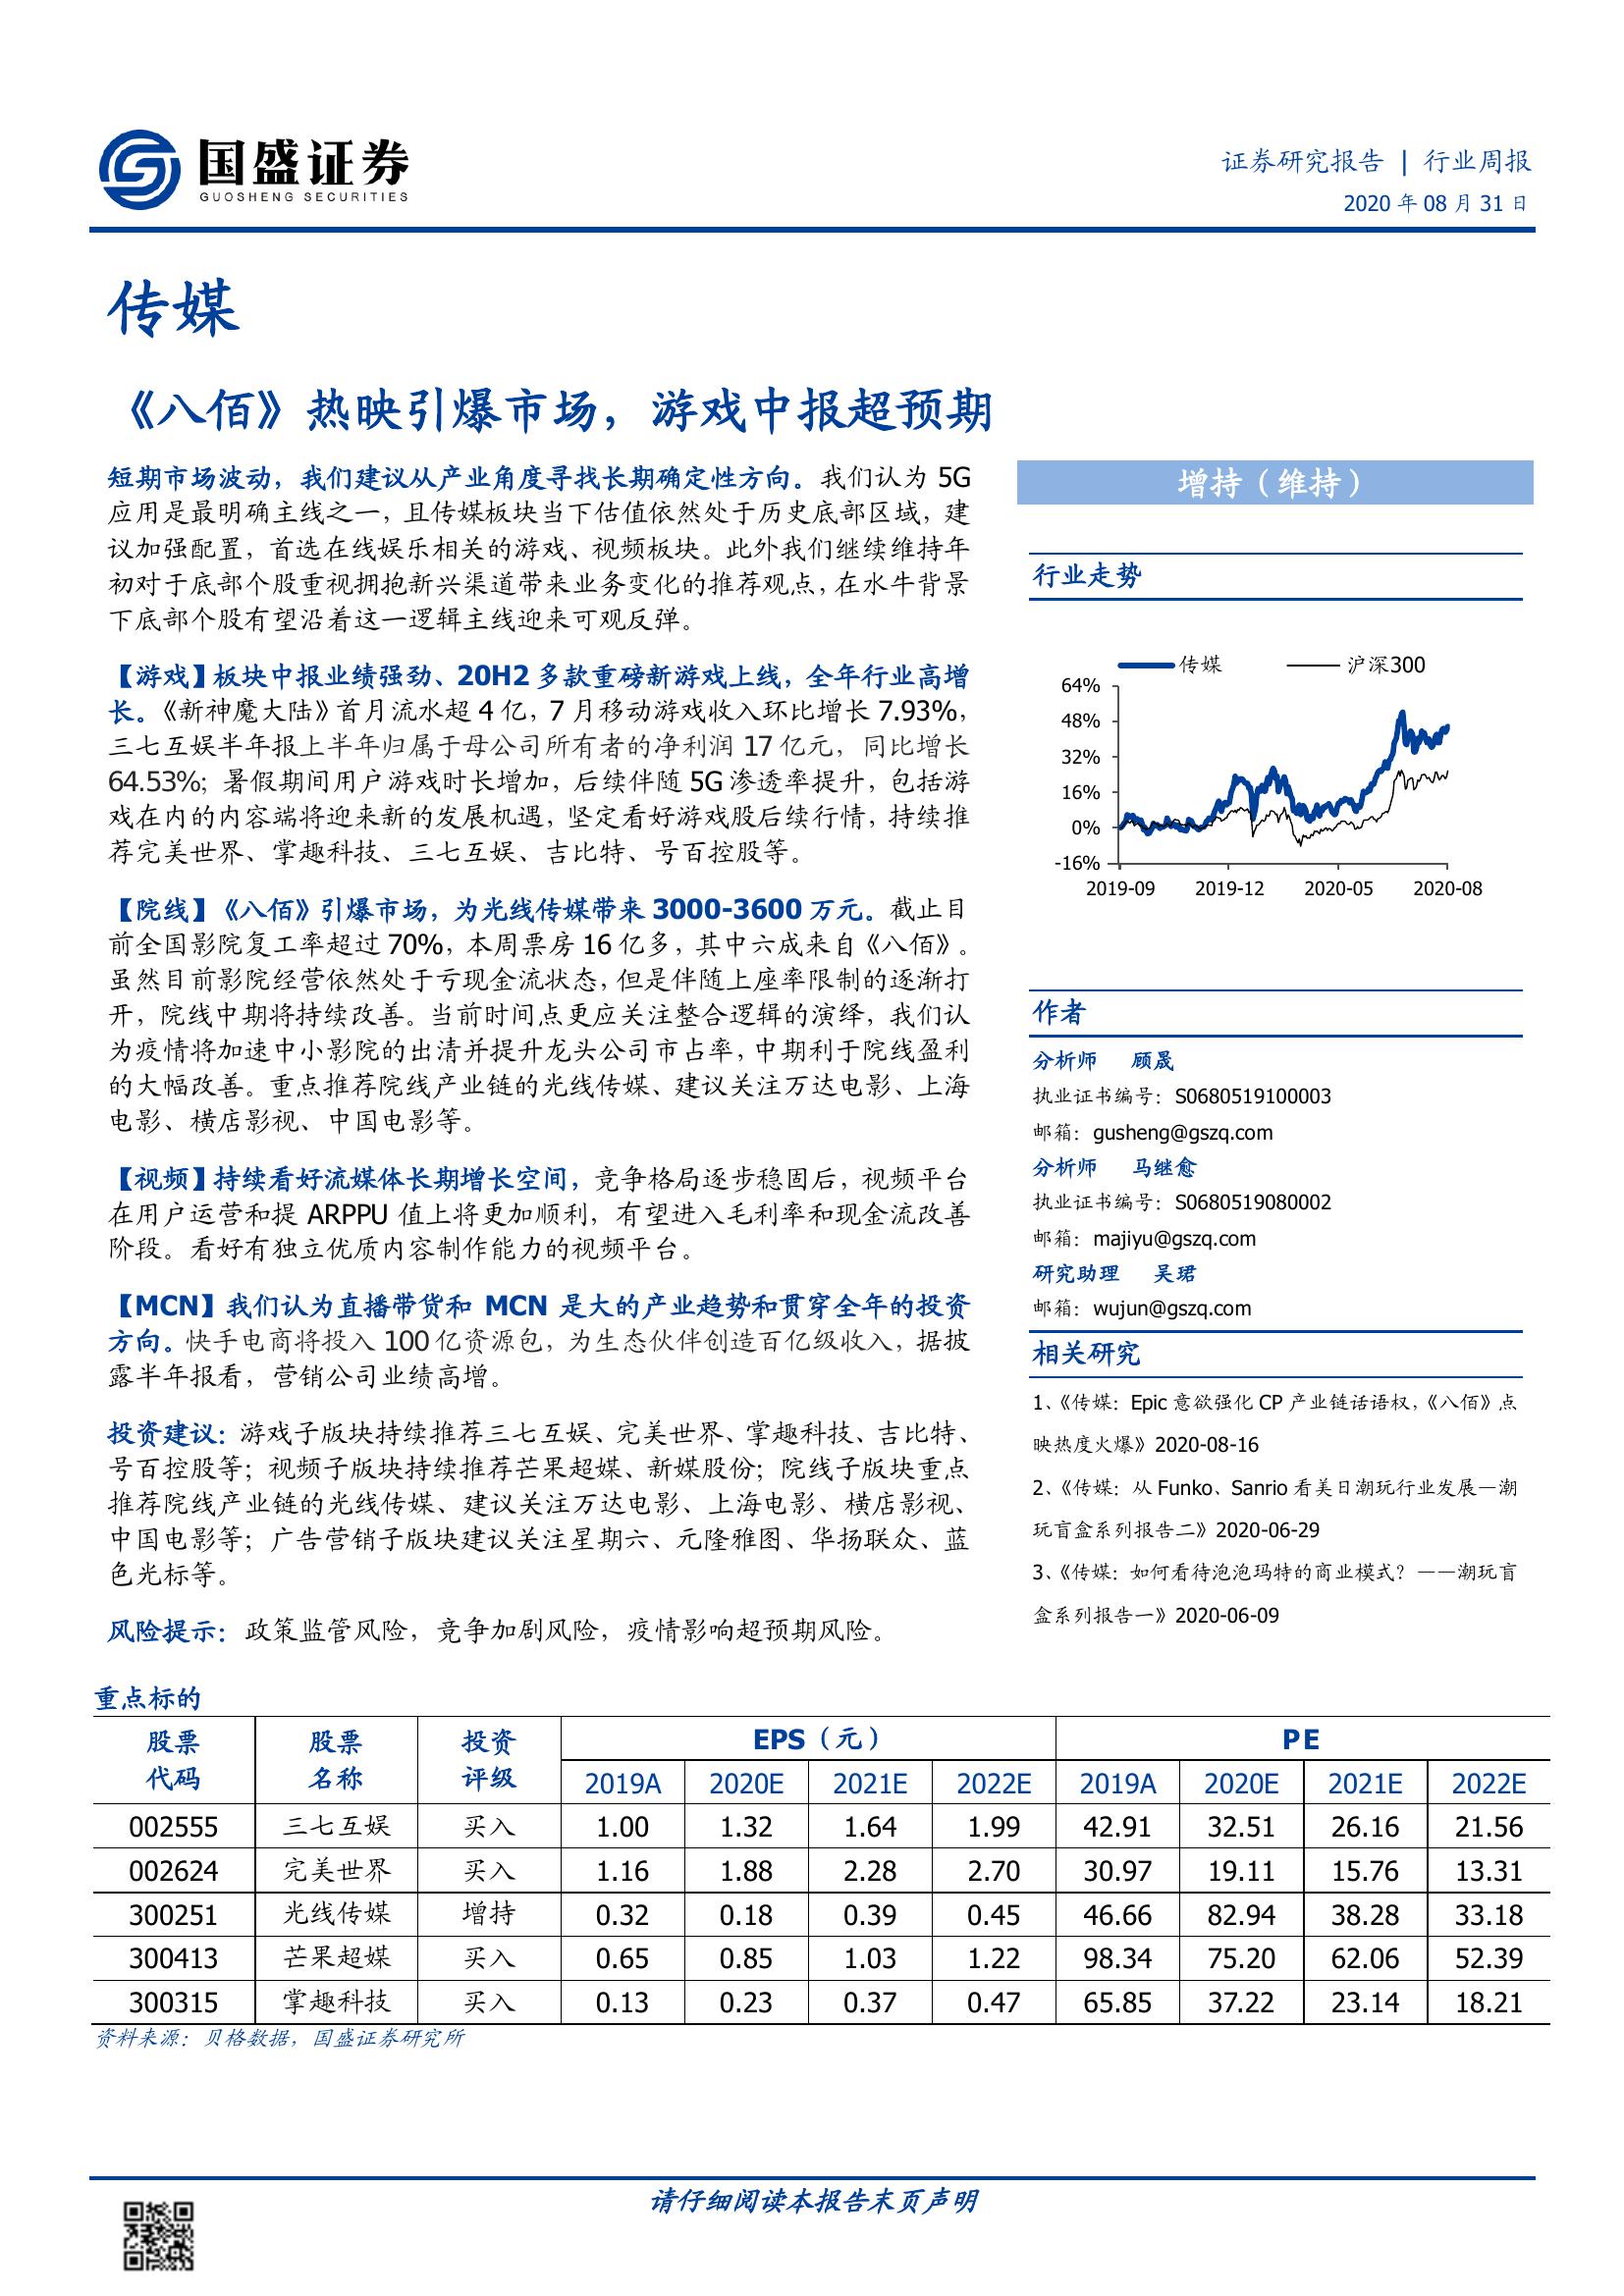 国盛证券
GUOSHENG SECURITIES
证券研究报告 | 行业周报
2020 年 08 月 31 日
传媒
《八佰》热映引爆市场，游戏中报超预期
短期市场波动，我们建议从产业角度寻找长期确定性方向。我们认为 5G
应用是最明确主线之一，且传媒板块当下估值依然处于历史底部区域，建
议加强配置，首选在线娱乐相关的游戏、视频板块。此外我们继续维持年
初对于底部个股重视拥抱新兴渠道带来业务变化的推荐观点，在水牛背景
下底部个股有望沿着这一逻辑主线迎来可观反弹。
【游戏】板块中报业绩强劲、20H2 多款重磅新游戏上线，全年行业高增
长。《新神魔大陆》首月流水超 4 亿，7 月移动游戏收入环比增长 7.93%，
三七互娱半年报上半年归属于母公司所有者的净利润 17 亿元，同比增长
64.53%；暑假期间用户游戏时长增加，后续伴随 5G 渗透率提升，包括游
戏在内的内容端将迎来新的发展机遇，坚定看好游戏股后续行情，持续推
荐完美世界、掌趣科技、三七互娱、吉比特、号百控股等。
【院线】《八佰》引爆市场，为光线传媒带来 3000-3600 万元。截止目
前全国影院复工率超过 70%，本周票房 16 亿多，其中六成来自《八佰》。
虽然目前影院经营依然处于亏现金流状态，但是伴随上座率限制的逐渐打
开，院线中期将持续改善。当前时间点更应关注整合逻辑的演绎，我们认
为疫情将加速中小影院的出清并提升龙头公司市占率，中期利于院线盈利
的大幅改善。重点推荐院线产业链的光线传媒、建议关注万达电影、上海
电影、横店影视、中国电影等。
【视频】持续看好流媒体长期增长空间，竞争格局逐步稳固后，视频平台
在用户运营和提 ARPPU 值上将更加顺利，有望进入毛利率和现金流改善
阶段。看好有独立优质内容制作能力的视频平台。
【MCN】我们认为直播带货和 MCN 是大的产业趋势和贯穿全年的投资
方向。快手电商将投入 100 亿资源包，为生态伙伴创造百亿级收入，据披
露半年报看，营销公司业绩高增。
投资建议：游戏子版块持续推荐三七互娱、完美世界、掌趣科技、吉比特、
号百控股等；视频子版块持续推荐芒果超媒、新媒股份；院线子版块重点
推荐院线产业链的光线传媒、建议关注万达电影、上海电影、横店影视、
中国电影等；广告营销子版块建议关注星期六、元隆雅图、华扬联众、蓝
色光标等。
风险提示：政策监管风险，竞争加剧风险，疫情影响超预期风险。
增持（维持）
行业走势
传媒 沪深300
64%
48%
32%
16%
0%
-16%
2019-09 2019-12 2020-05 2020-08
作者
分析师 顾晟
执业证书编号：S0680519100003
邮箱：gusheng@gszq.com
分析师 马继愈
执业证书编号：S0680519080002
邮箱：majiyu@gszq.com
研究助理 吴珺
邮箱：wujun@gszq.com
相关研究
1、《传媒：Epic 意欲强化 CP 产业链话语权，《八佰》点
映热度火爆》2020-08-16
2、《传媒：从 Funko、Sanrio 看美日潮玩行业发展—潮
玩盲盒系列报告二》2020-06-29
3、《传媒：如何看待泡泡玛特的商业模式？——潮玩盲
盒系列报告一》2020-06-09
重点标的
股票 股票 投资 EPS（元） PE
代码 名称 评级 2019A 2020E 2021E 2022E 2019A 2020E 2021E 2022E
002555 三七互娱 买入 1.00 1.32 1.64 1.99 42.91 32.51 26.16 21.56
002624 完美世界 买入 1.16 1.88 2.28 2.70 30.97 19.11 15.76 13.31
300251 光线传媒 增持 0.32 0.18 0.39 0.45 46.66 82.94 38.28 33.18
300413 芒果超媒 买入 0.65 0.85 1.03 1.22 98.34 75.20 62.06 52.39
300315 掌趣科技 买入 0.13 0.23 0.37 0.47 65.85 37.22 23.14 18.21
资料来源：贝格数据，国盛证券研究所
请仔细阅读本报告末页声明